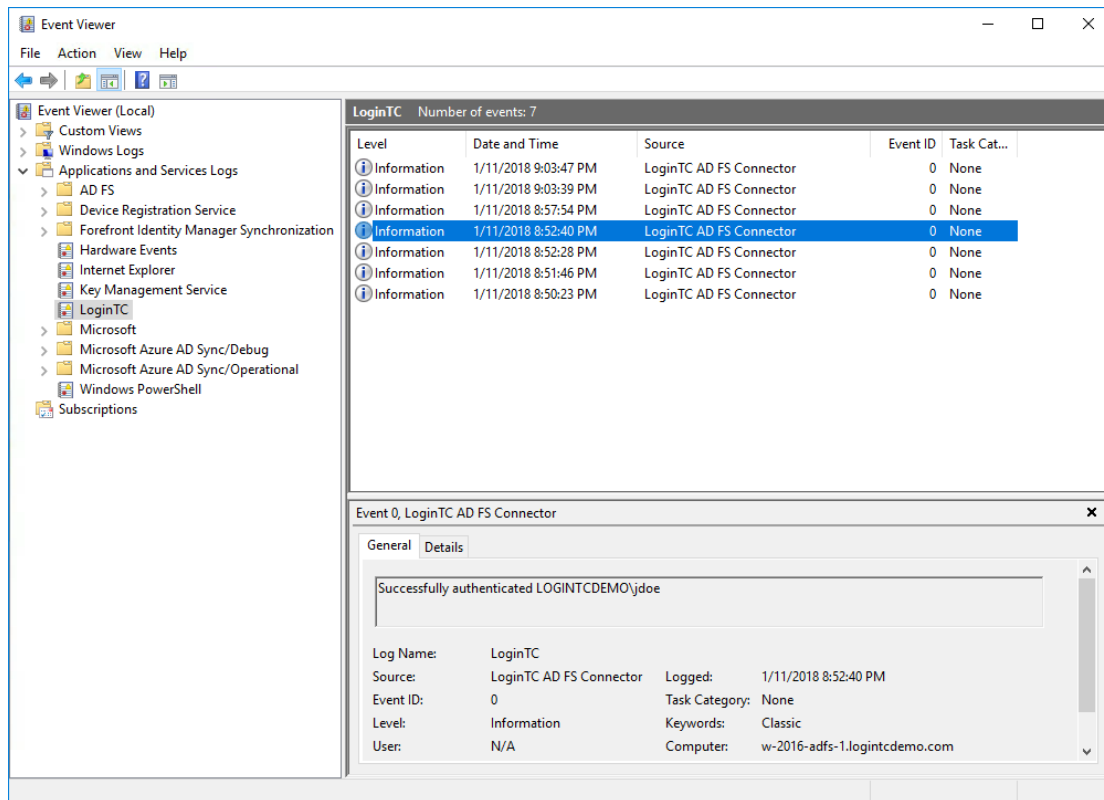 Event Viewer
File Action View Help
Event Viewer (Local)
Custom Views
Windows Logs
Applications and Services Logs
AD FS
Device Registration Service
Forefront Identity Manager Synchronization
Hardware Events
Internet Explorer
Key Management Service
LoginTC
Microsoft
Microsoft Azure AD Sync/Debug
Microsoft Azure AD Sync/Operational
Windows PowerShell
Subscriptions
LoginTC Number of events: 7
Level Date and Time Source Event ID Task Cat...
Information 1/11/2018 9:03:47 PM LoginTC AD FS Connector 0 None
Information 1/11/2018 9:03:39 PM LoginTC AD FS Connector 0 None
Information 1/11/2018 8:57:54 PM LoginTC AD FS Connector 0 None
Information 1/11/2018 8:52:40 PM LoginTC AD FS Connector 0 None
Information 1/11/2018 8:52:28 PM LoginTC AD FS Connector 0 None
Information 1/11/2018 8:51:46 PM LoginTC AD FS Connector 0 None
Information 1/11/2018 8:50:23 PM LoginTC AD FS Connector 0 None
Event 0, LoginTC AD FS Connector
General Details
Successfully authenticated LOGINTCDEMO\jdoe
Log Name: LoginTC
Source: LoginTC AD FS Connector Logged: 1/11/2018 8:52:40 PM
Event ID: 0 Task Category: None
Level: Information Keywords: Classic
User: N/A Computer: w-2016-adfs-1.logintcdemo.com